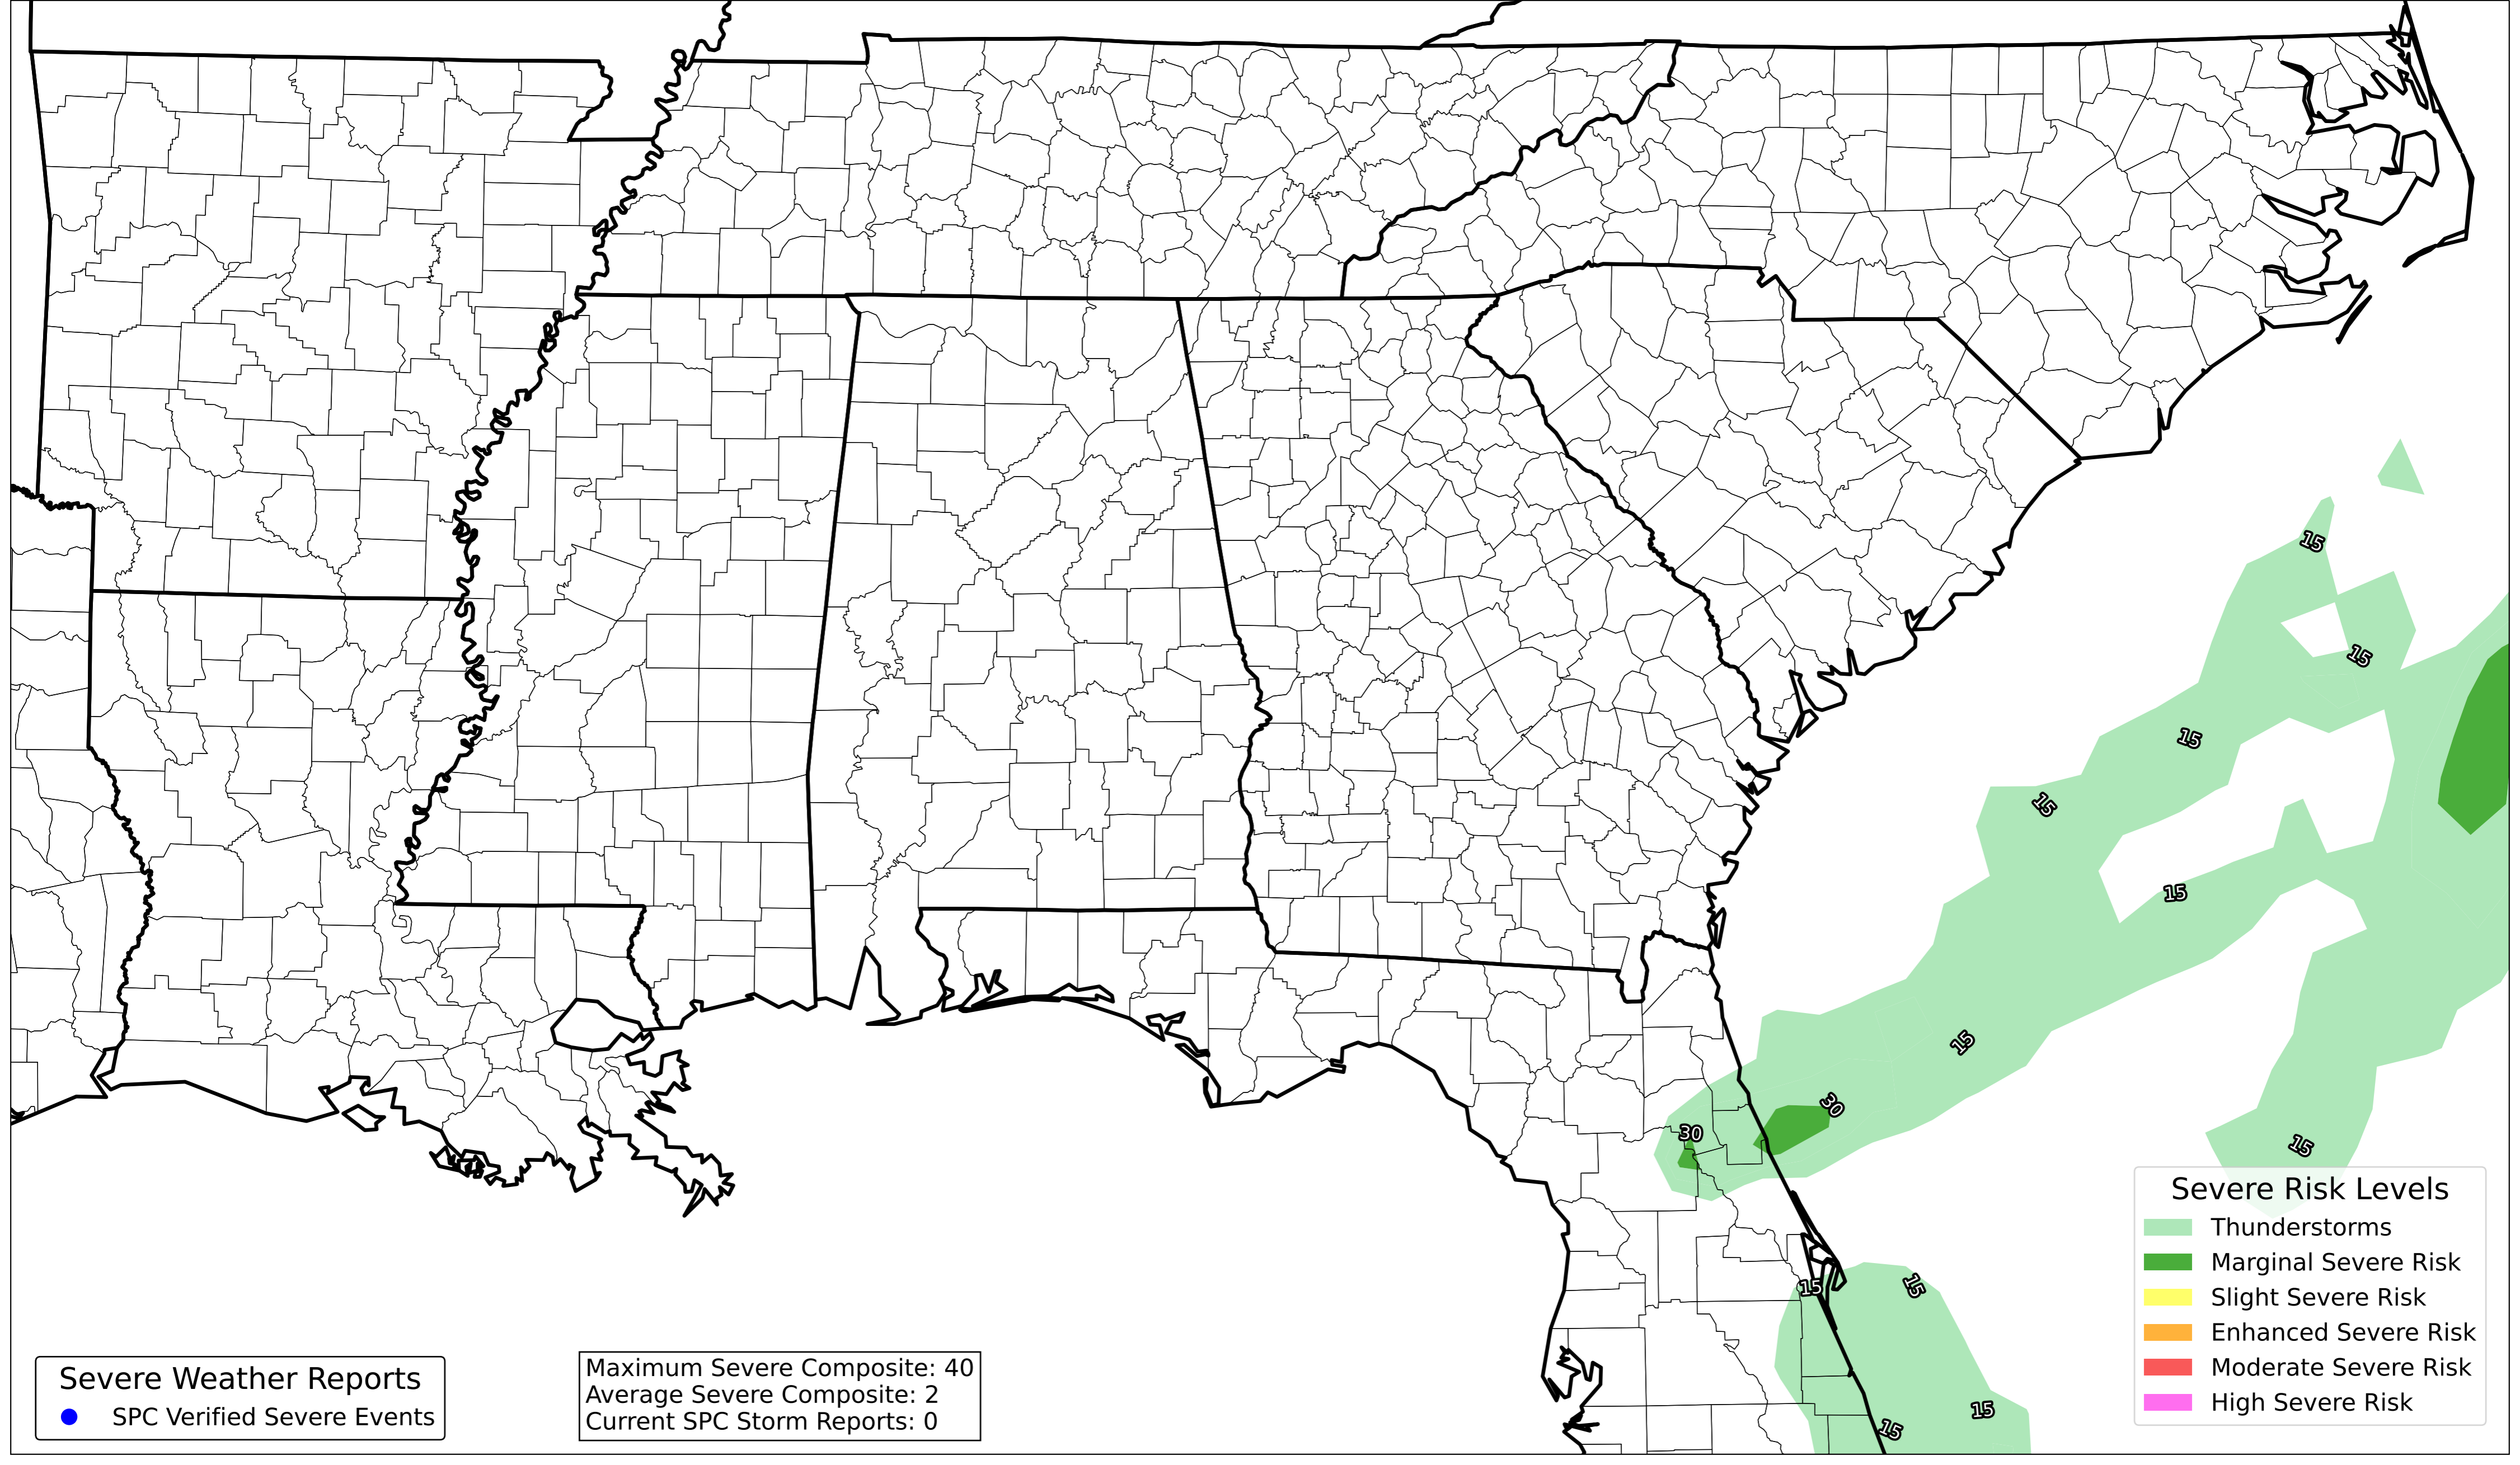 15
15
15
15
15
15
30
30
15
15
15
15
15
Severe Risk Levels
Thunderstorms
Marginal Severe Risk
Slight Severe Risk
Enhanced Severe Risk
Moderate Severe Risk
High Severe Risk
Severe Weather Reports
SPC Verified Severe Events
Maximum Severe Composite: 40
Average Severe Composite: 2
Current SPC Storm Reports: 0